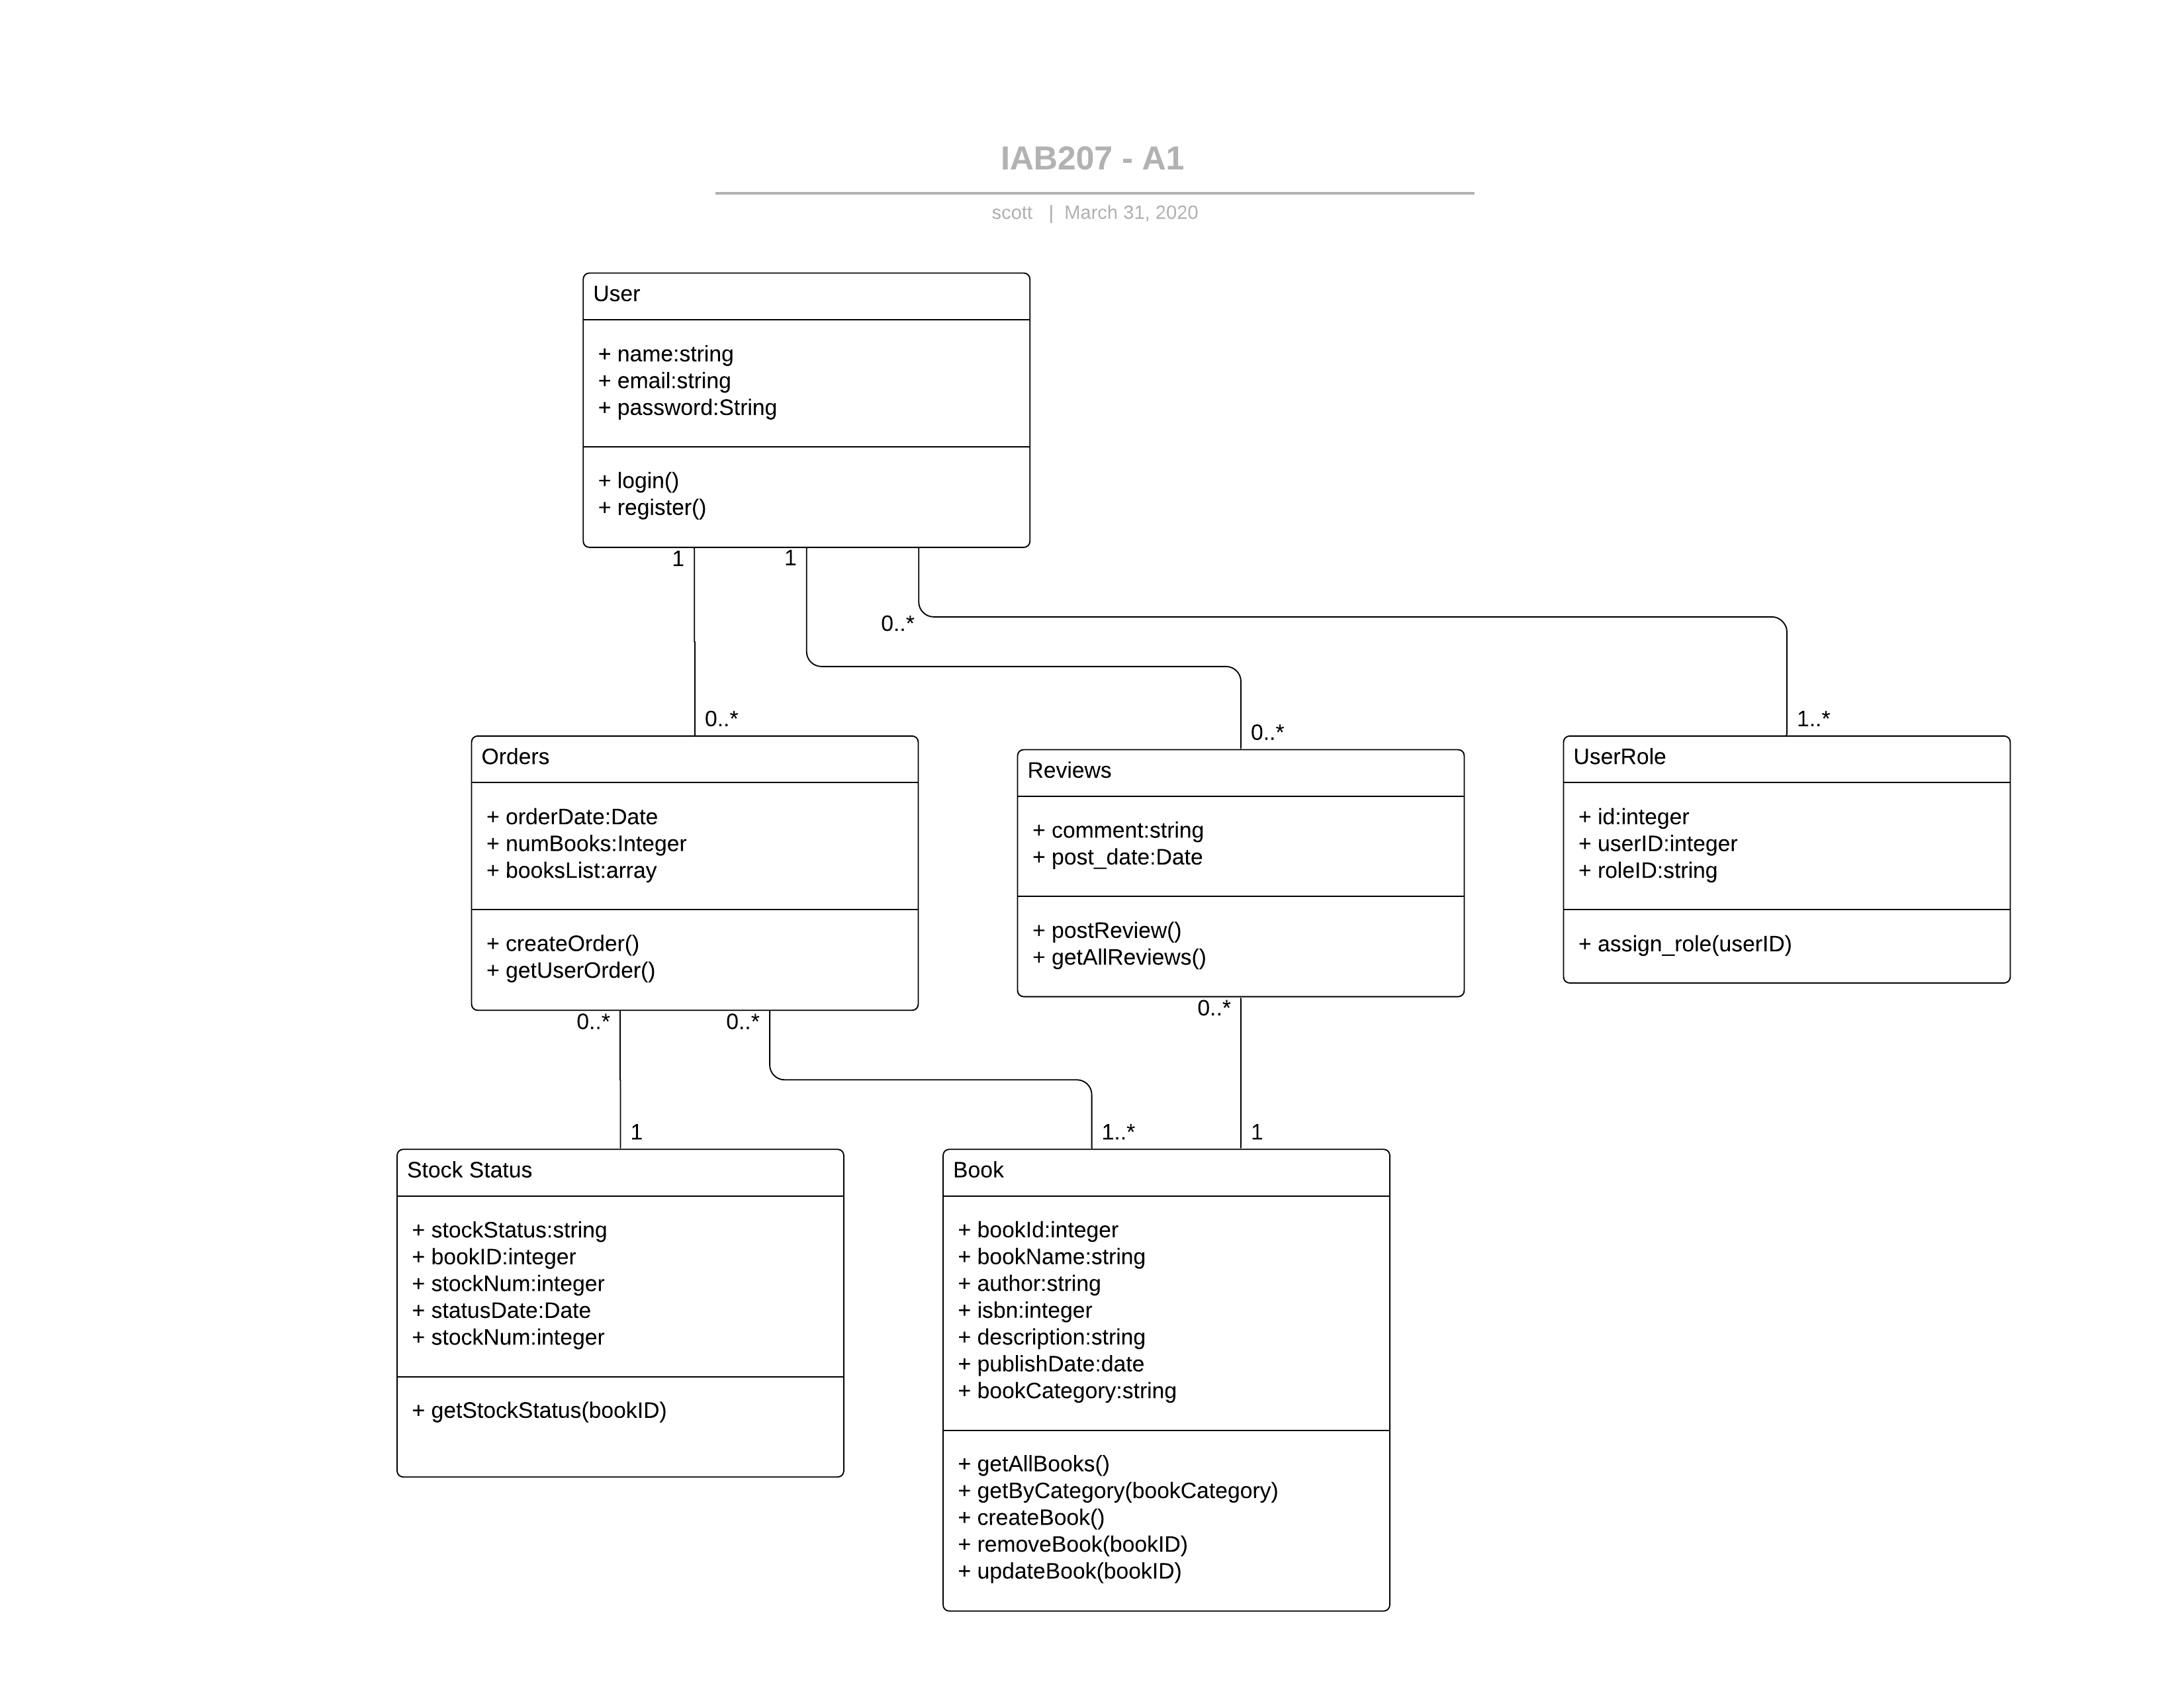 IAB207 - A1
scott | March 31, 2020
User
+ name:string
+ email:string
+ password:String
+ login()
+ register()
1
1
0..*
0..*
0..*
1..*
Orders
+ orderDate:Date
+ numBooks:Integer
+ booksList:array
+ createOrder()
+ getUserOrder()
Reviews
+ comment:string
+ post_date:Date
+ postReview()
+ getAllReviews()
UserRole
+ id:integer
+ userID:integer
+ roleID:string
+ assign_role(userID)
0..*
0..*
0..*
1
1..*
1
Stock Status
+ stockStatus:string
+ bookID:integer
+ stockNum:integer
+ statusDate:Date
+ stockNum:integer
+ getStockStatus(bookID)
Book
+ bookId:integer
+ bookName:string
+ author:string
+ isbn:integer
+ description:string
+ publishDate:date
+ bookCategory:string
+ getAllBooks()
+ getByCategory(bookCategory)
+ createBook()
+ removeBook(bookID)
+ updateBook(bookID)